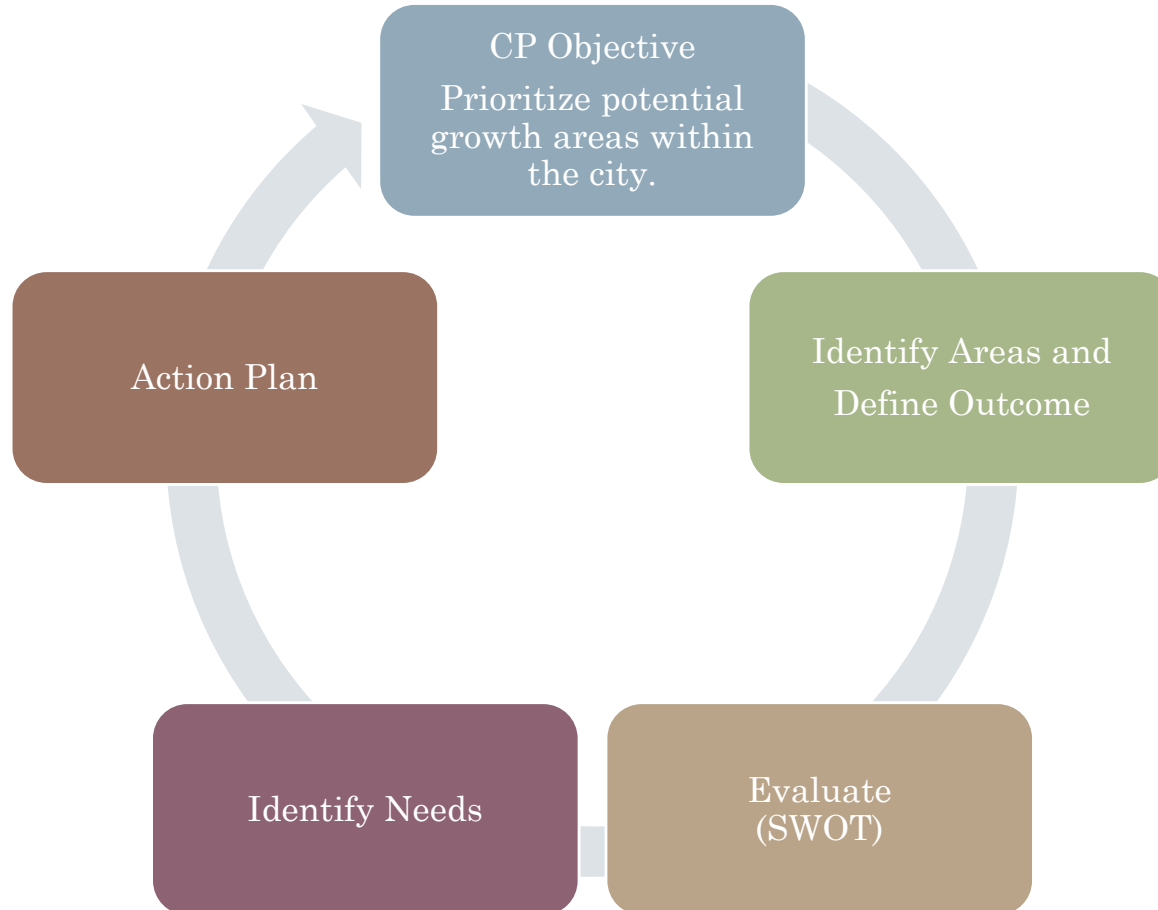 CP Objective
Prioritize potential
growth areas within
the city.
Identify Areas and
Define Outcome
Evaluate
(SWOT)
Identify Needs
Action Plan